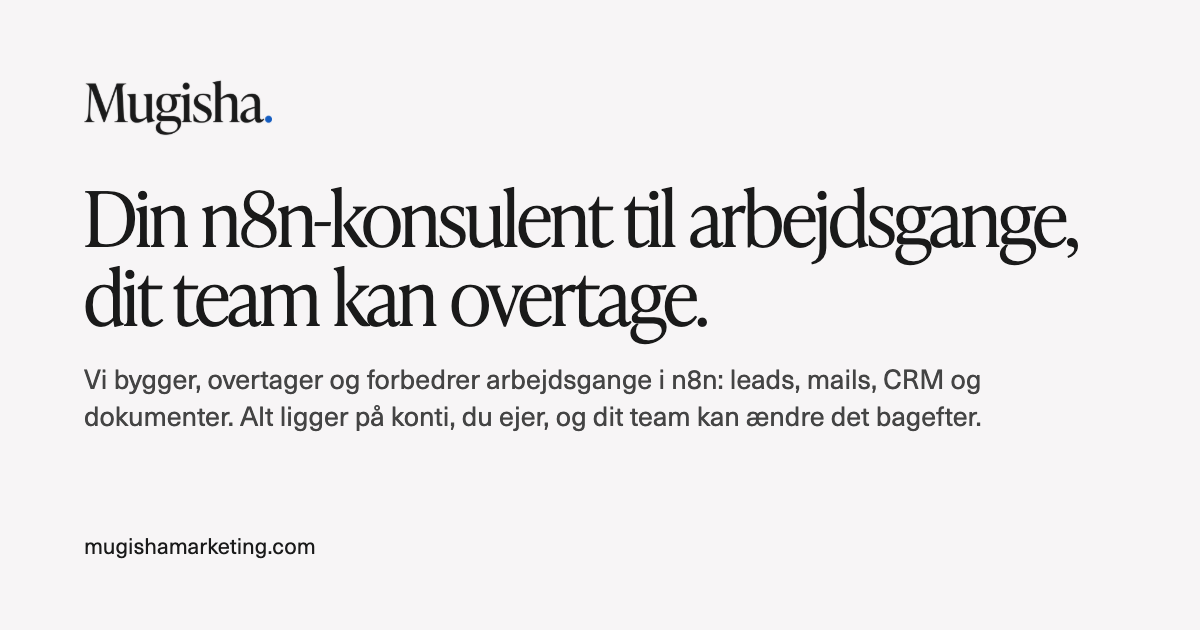 Mugisha.
Din n8n-konsulent til arbejdsgange,
dit team kan overtage.
Vi bygger, overtager og forbedrer arbejdsgange i n8n: leads, mails, CRM og
dokumenter. Alt ligger på konti, du ejer, og dit team kan ændre det bagefter.
mugishamarketing.com